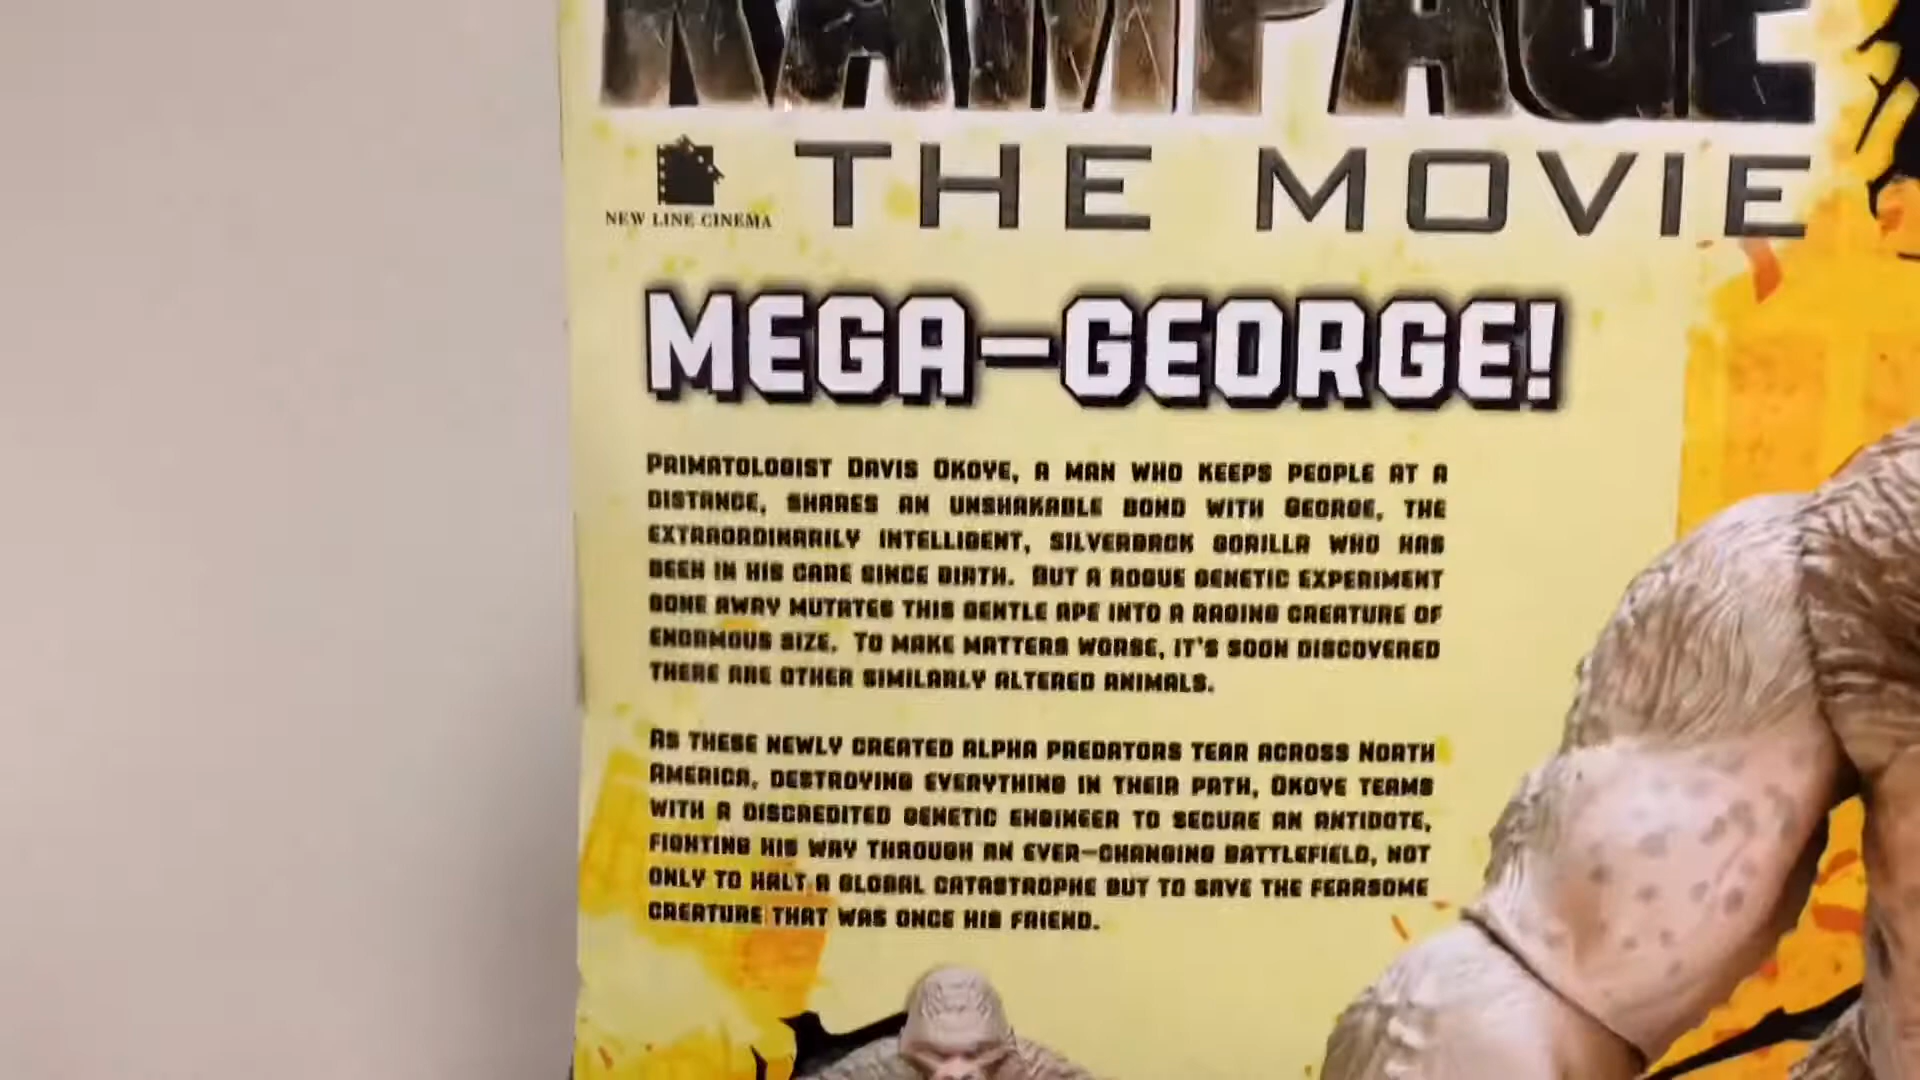 RAMPAGE
THE MOVIE
NEW LINE CINEMA
MEGA-GEORGE!
PRIMATOLOGIST DAVIS OKOYE, A MAN WHO KEEPS PEOPLE AT A
DISTANCE, SHARES AN UNSHAKABLE BOND WITH GEORGE, THE
EXTRAORDINARILY INTELLIGENT, SILVERBACK GORILLA WHO HAS
BEEN IN HIS CARE SINCE BIRTH. BUT A ROGUE GENETIC EXPERIMENT
GONE AWRY MUTATES THIS GENTLE APE INTO A RAGING CREATURE OF
ENORMOUS SIZE. TO MAKE MATTERS WORSE, IT'S SOON DISCOVERED
THERE ARE OTHER SIMILARLY ALTERED ANIMALS.
AS THESE NEWLY CREATED ALPHA PREDATORS TEAR ACROSS NORTH
AMERICA, DESTROYING EVERYTHING IN THEIR PATH, OKOYE TEAMS
WITH A DISCREDITED GENETIC ENGINEER TO SECURE AN ANTIDOTE,
FIGHTING HIS WAY THROUGH AN EVER-CHANGING BATTLEFIELD, NOT
ONLY TO HALT A GLOBAL CATASTROPHE BUT TO SAVE THE FEARSOME
CREATURE THAT WAS ONCE HIS FRIEND.